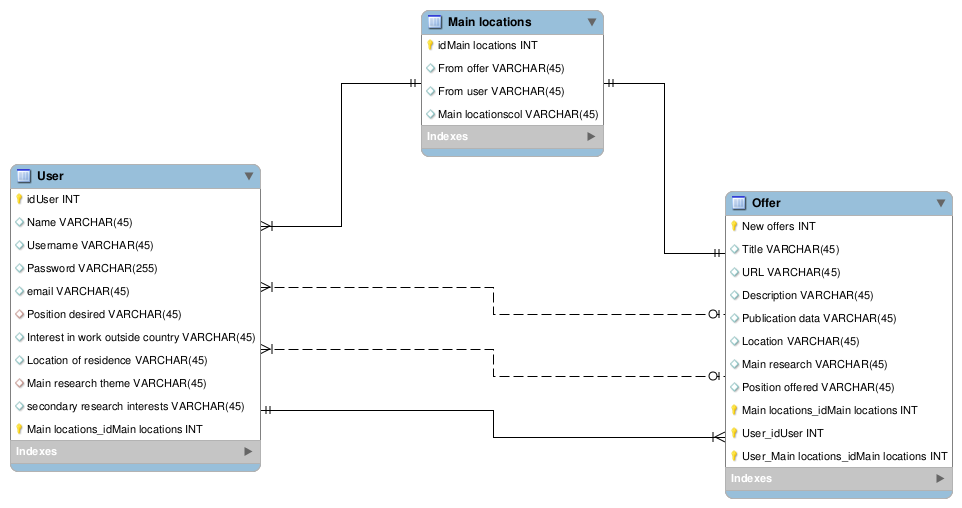 Main locations
idMain locations INT
From offer VARCHAR(45)
From user VARCHAR(45)
Main locationscol VARCHAR(45)
Indexes
User
idUser INT
Name VARCHAR(45)
Username VARCHAR(45)
Password VARCHAR(255)
email VARCHAR(45)
Position desired VARCHAR(45)
Interest in work outside country VARCHAR(45)
Location of residence VARCHAR(45)
Main research theme VARCHAR(45)
secondary research interests VARCHAR(45)
Main locations_idMain locations INT
Indexes
Offer
New offers INT
Title VARCHAR(45)
URL VARCHAR(45)
Description VARCHAR(45)
Publication data VARCHAR(45)
Location VARCHAR(45)
Main research VARCHAR(45)
Position offered VARCHAR(45)
Main locations_idMain locations INT
User_idUser INT
User_Main locations_idMain locations INT
Indexes